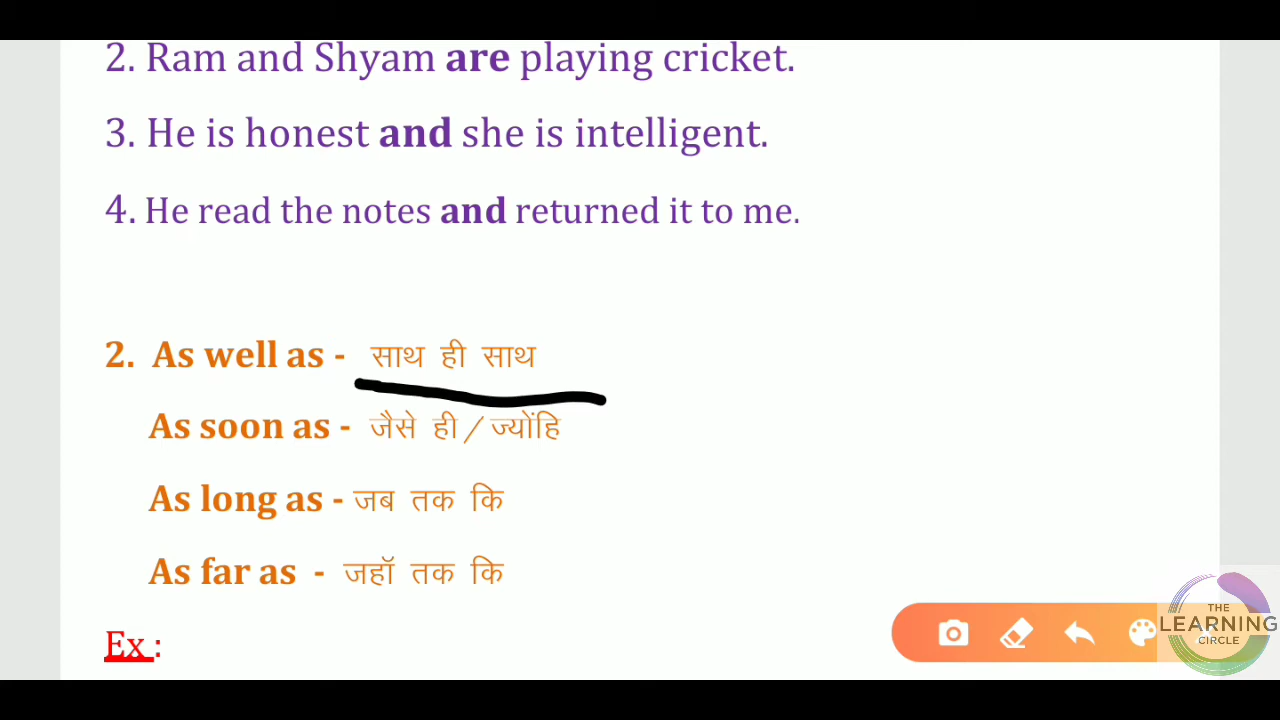 2. Ram and Shyam are playing cricket.
3. He is honest and she is intelligent.
4. He read the notes and returned it to me.
2. As well as - साथ ही साथ
As soon as - जैसे ही/ज्योंहि
As long as - जब तक कि
As far as - जहॉ तक कि
Ex :
THE
LEARNING
CIRCLE